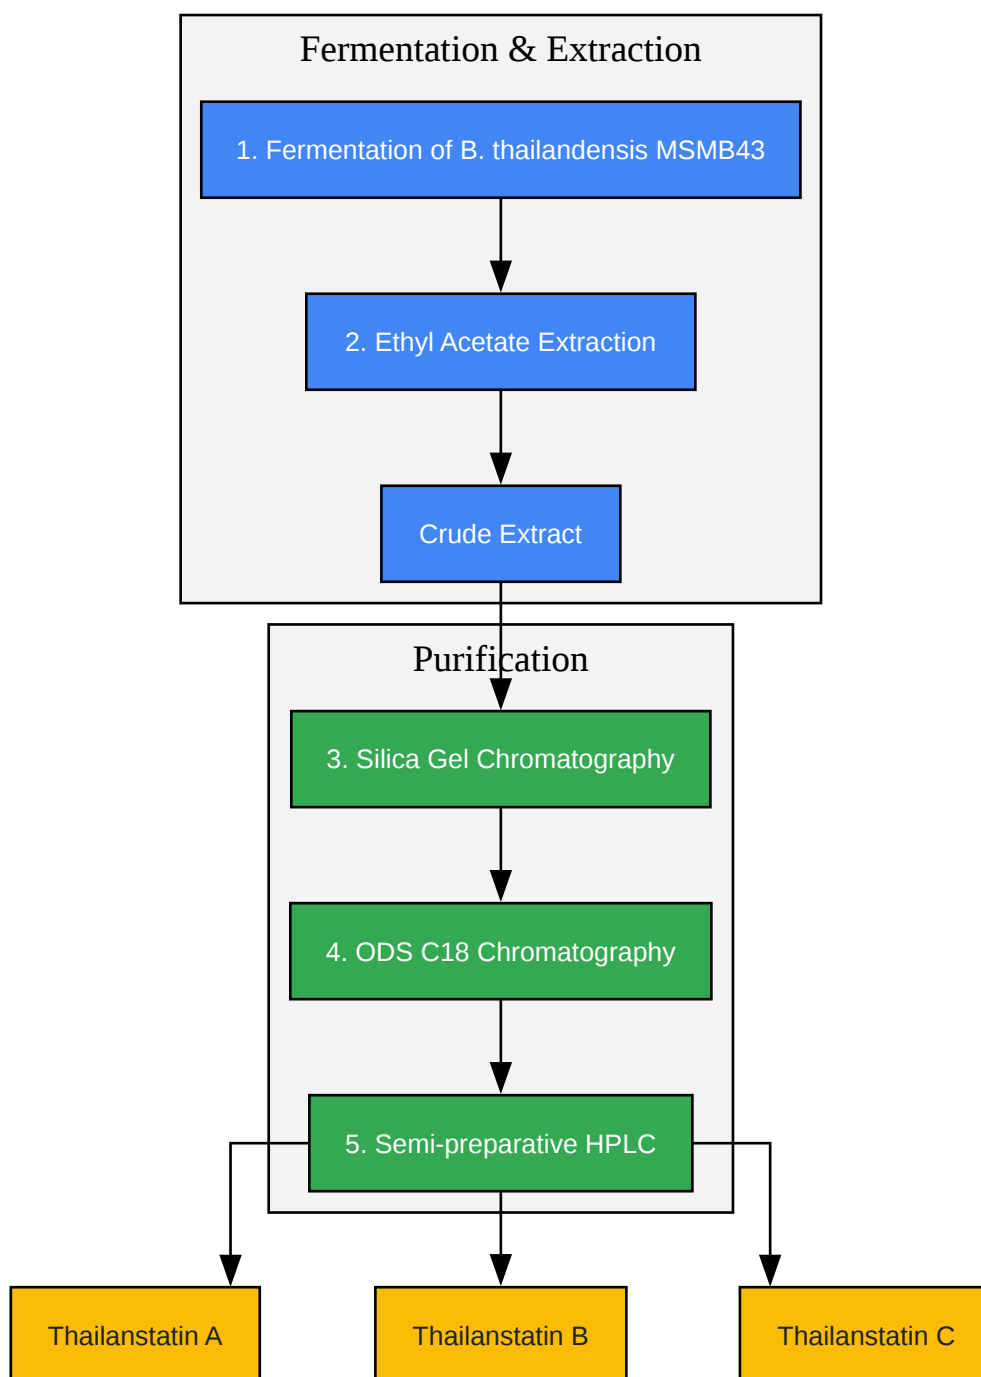 Fermentation & Extraction
1. Fermentation of B. thailandensis MSMB43
2. Ethyl Acetate Extraction
Crude Extract
Purification
3. Silica Gel Chromatography
4. ODS C18 Chromatography
5. Semi-preparative HPLC
Thailanstatin A
Thailanstatin B
Thailanstatin C